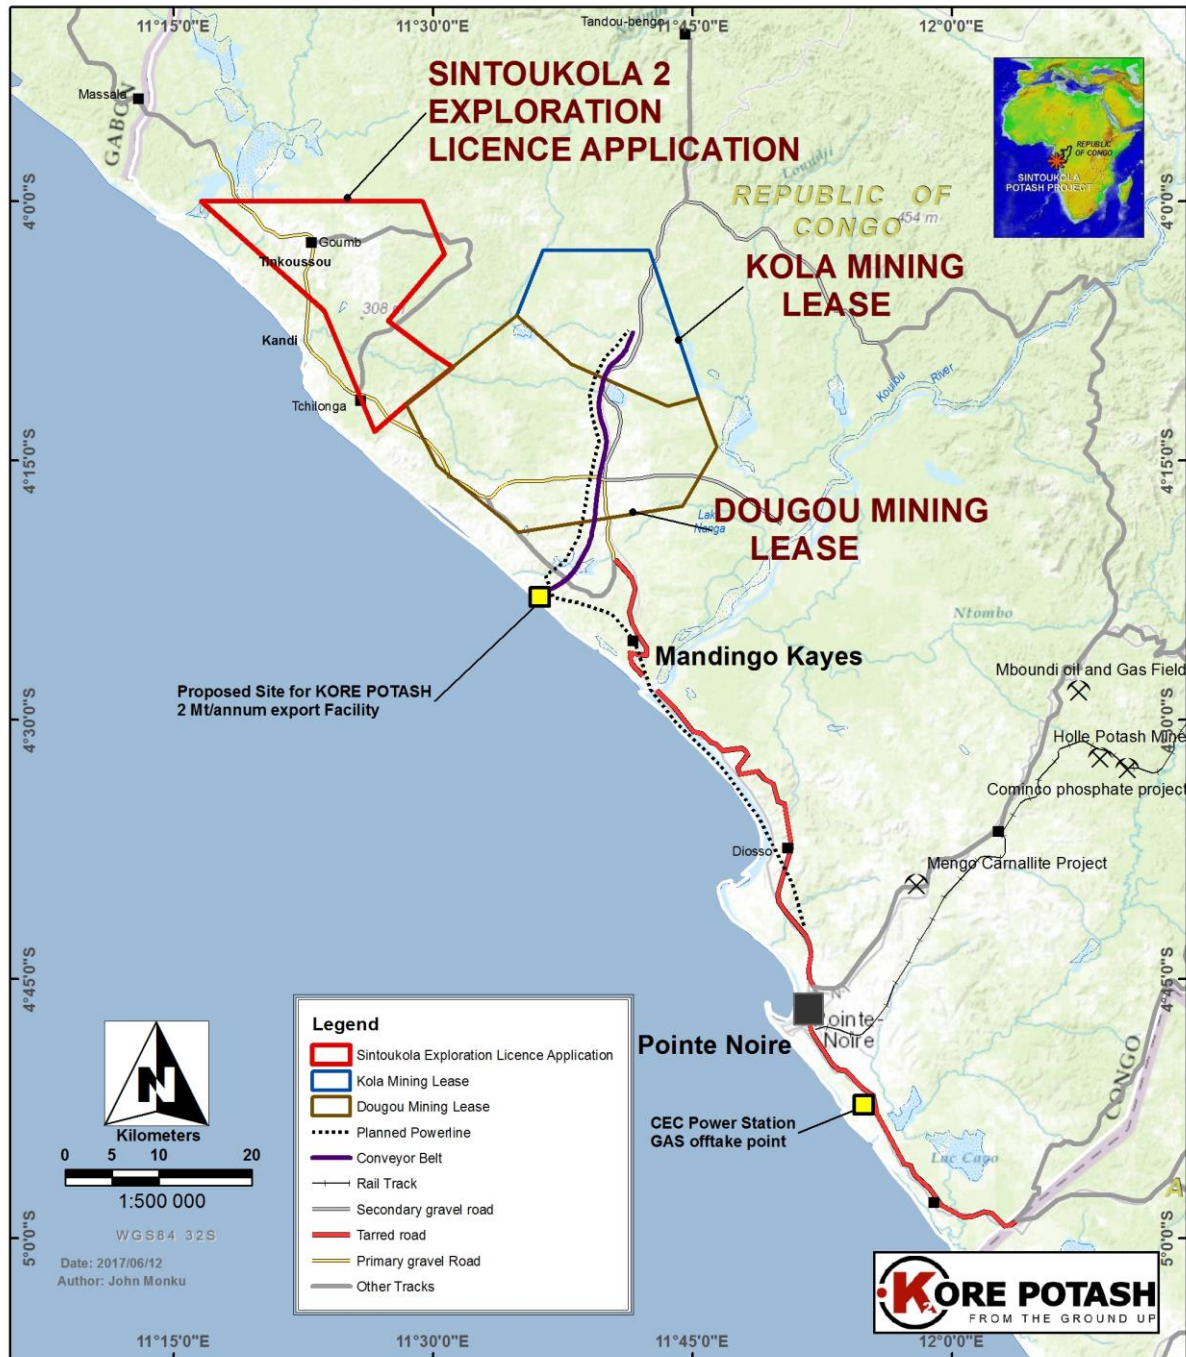 11°15'0"E
11°30'0"E
11°45'0"E
12°0'0"E
Tandou-bengo
Massala
GABON
SINTOUKOLA 2
EXPLORATION
LICENCE APPLICATION
REPUBLIC
OF CONGO
SINTOUKOLA
POTASH PROJECT
4°0'0"S
4°0'0"S
REPUBLIC OF
CONGO
454 m
Goumb
Tinkoussou
KOLA MINING
LEASE
308 m
Kandi
Kouilou River
Tchilonga
4°15'0"S
4°15'0"S
DOUGOU MINING
LEASE
Nanga
Ntombo
Mandingo Kayes
Mboundi oil and Gas Field
Proposed Site for KORE POTASH
2 Mt/annum export Facility
4°30'0"S
4°30'0"S
Holle Potash Mine
Cominco phosphate project
Diosso
Mengo Carnallite Project
4°45'0"S
4°45'0"S
Pointe-
Noire
Pointe Noire
CONGO
CEC Power Station
GAS offtake point
Luc Capo
A
N
Kilometers
0 5 10 20
1:500 000
WGS84 32S
Date: 2017/06/12
Author: John Monku
Legend
Sintoukola Exploration Licence Application
Kola Mining Lease
Dougou Mining Lease
Planned Powerline
Conveyor Belt
Rail Track
Secondary gravel road
Tarred road
Primary gravel Road
Other Tracks
5°0'0"S
5°0'0"S
K2ORE POTASH
FROM THE GROUND UP
11°15'0"E
11°30'0"E
11°45'0"E
12°0'0"E